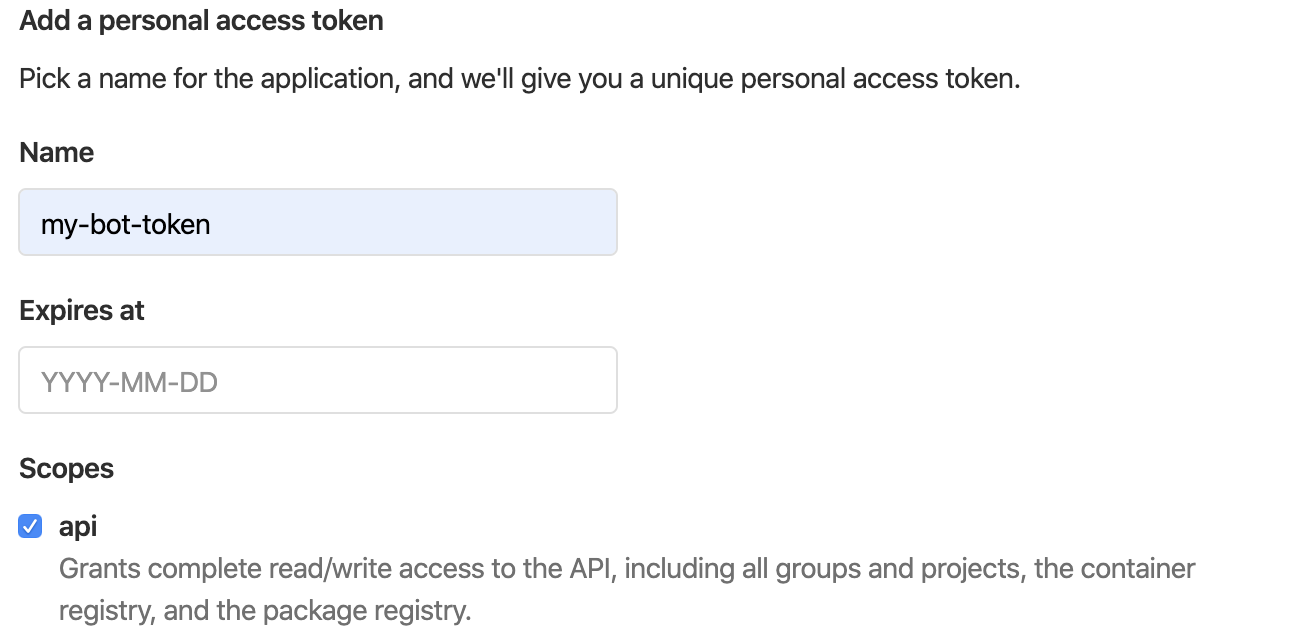 Add a personal access token
Pick a name for the application, and we'll give you a unique personal access token.
Name
my-bot-token
Expires at
YYYY-MM-DD
Scopes
api
Grants complete read/write access to the API, including all groups and projects, the container
registry, and the package registry.